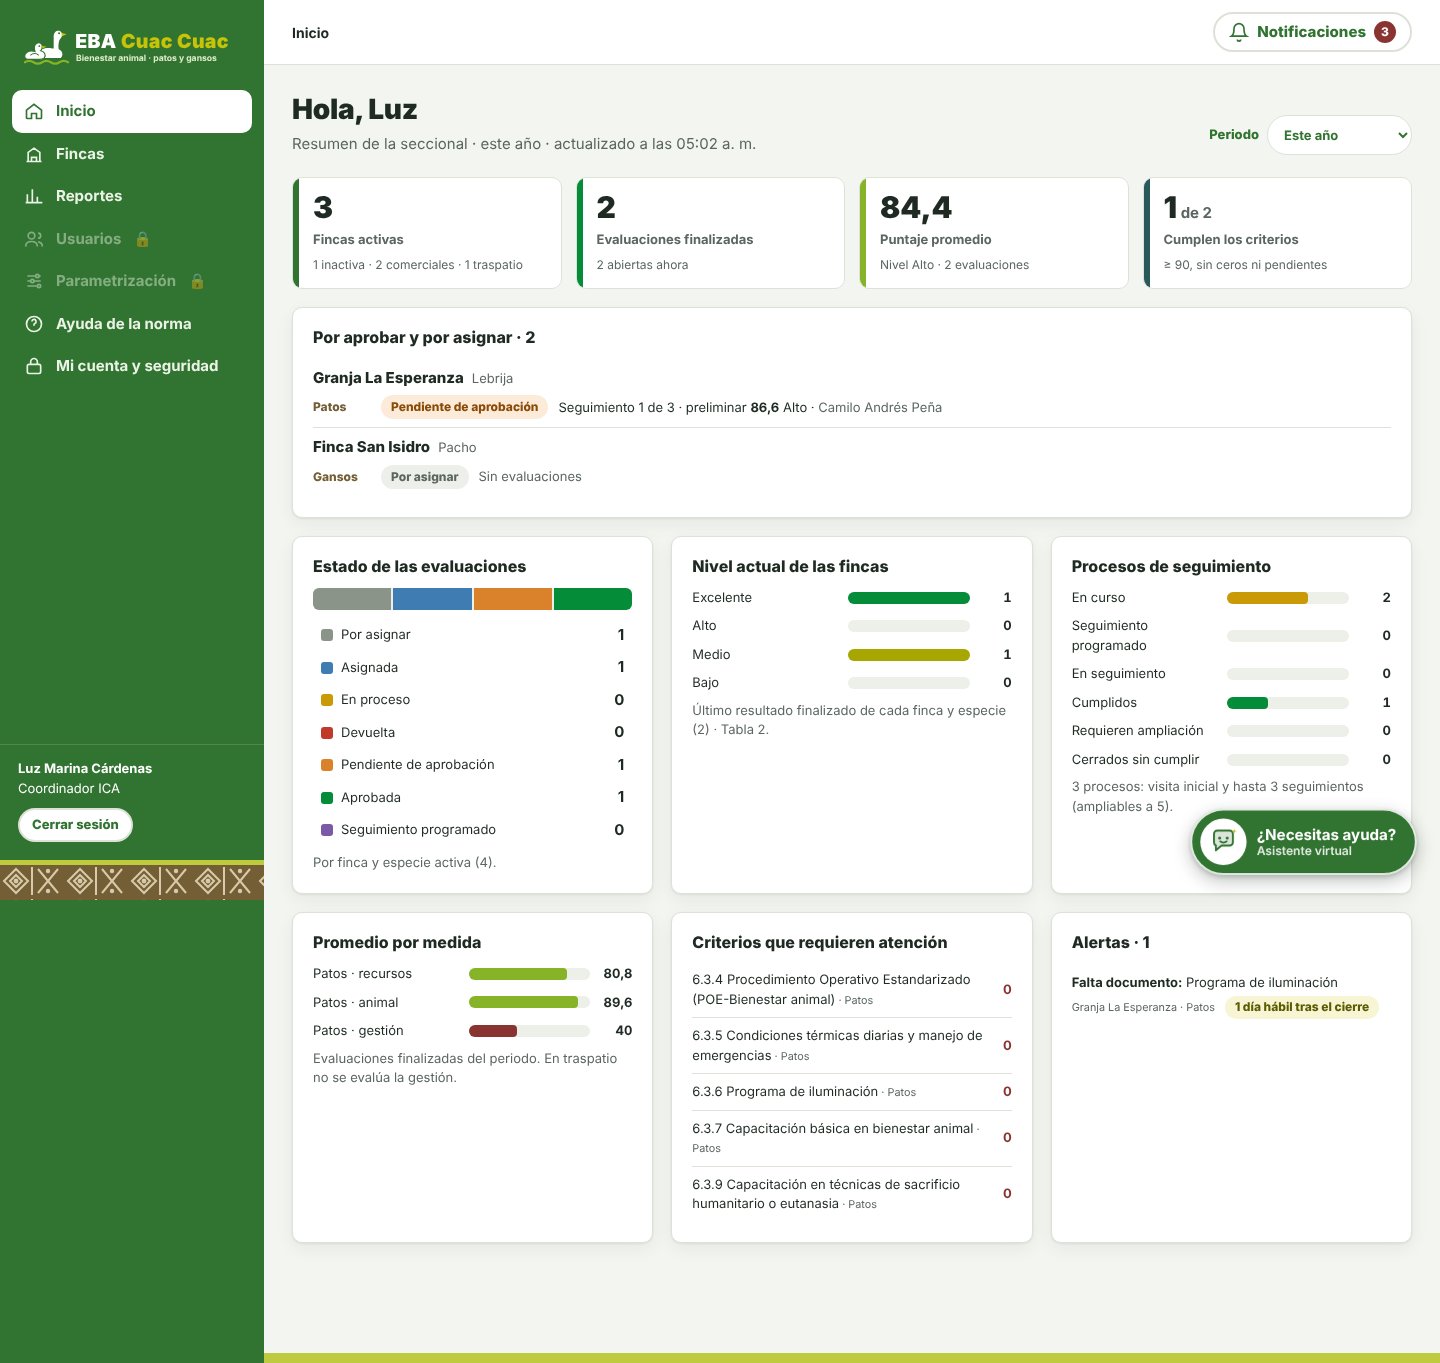 EBA Cuac Cuac
Bienestar animal · patos y gansos
Inicio
Fincas
Reportes
Usuarios
Parametrización
Ayuda de la norma
Mi cuenta y seguridad
Luz Marina Cárdenas
Coordinador ICA
Cerrar sesión
Inicio
Notificaciones 3
Hola, Luz
Resumen de la seccional · este año · actualizado a las 05:02 a. m.
Periodo Este año
3
Fincas activas
1 inactiva · 2 comerciales · 1 traspatio
2
Evaluaciones finalizadas
2 abiertas ahora
84,4
Puntaje promedio
Nivel Alto · 2 evaluaciones
1 de 2
Cumplen los criterios
≥ 90, sin ceros ni pendientes
Por aprobar y por asignar · 2
Granja La Esperanza Lebrija
Patos Pendiente de aprobación Seguimiento 1 de 3 · preliminar 86,6 Alto · Camilo Andrés Peña
Finca San Isidro Pacho
Gansos Por asignar Sin evaluaciones
Estado de las evaluaciones
Por asignar 1
Asignada 1
En proceso 0
Devuelta 0
Pendiente de aprobación 1
Aprobada 1
Seguimiento programado 0
Por finca y especie activa (4).
Nivel actual de las fincas
Excelente 1
Alto 0
Medio 1
Bajo 0
Último resultado finalizado de cada finca y especie
(2) · Tabla 2.
Procesos de seguimiento
En curso 2
Seguimiento
programado 0
En seguimiento 0
Cumplidos 1
Requieren ampliación 0
Cerrados sin cumplir 0
3 procesos: visita inicial y hasta 3 seguimientos
(ampliables a 5).
¿Necesitas ayuda?
Asistente virtual
Promedio por medida
Patos · recursos 80,8
Patos · animal 89,6
Patos · gestión 40
Evaluaciones finalizadas del periodo. En traspatio
no se evalúa la gestión.
Criterios que requieren atención
6.3.4 Procedimiento Operativo Estandarizado
(POE-Bienestar animal) · Patos 0
6.3.5 Condiciones térmicas diarias y manejo de
emergencias · Patos 0
6.3.6 Programa de iluminación · Patos 0
6.3.7 Capacitación básica en bienestar animal ·
Patos 0
6.3.9 Capacitación en técnicas de sacrificio
humanitario o eutanasia · Patos 0
Alertas · 1
Falta documento: Programa de iluminación
Granja La Esperanza · Patos 1 día hábil tras el cierre